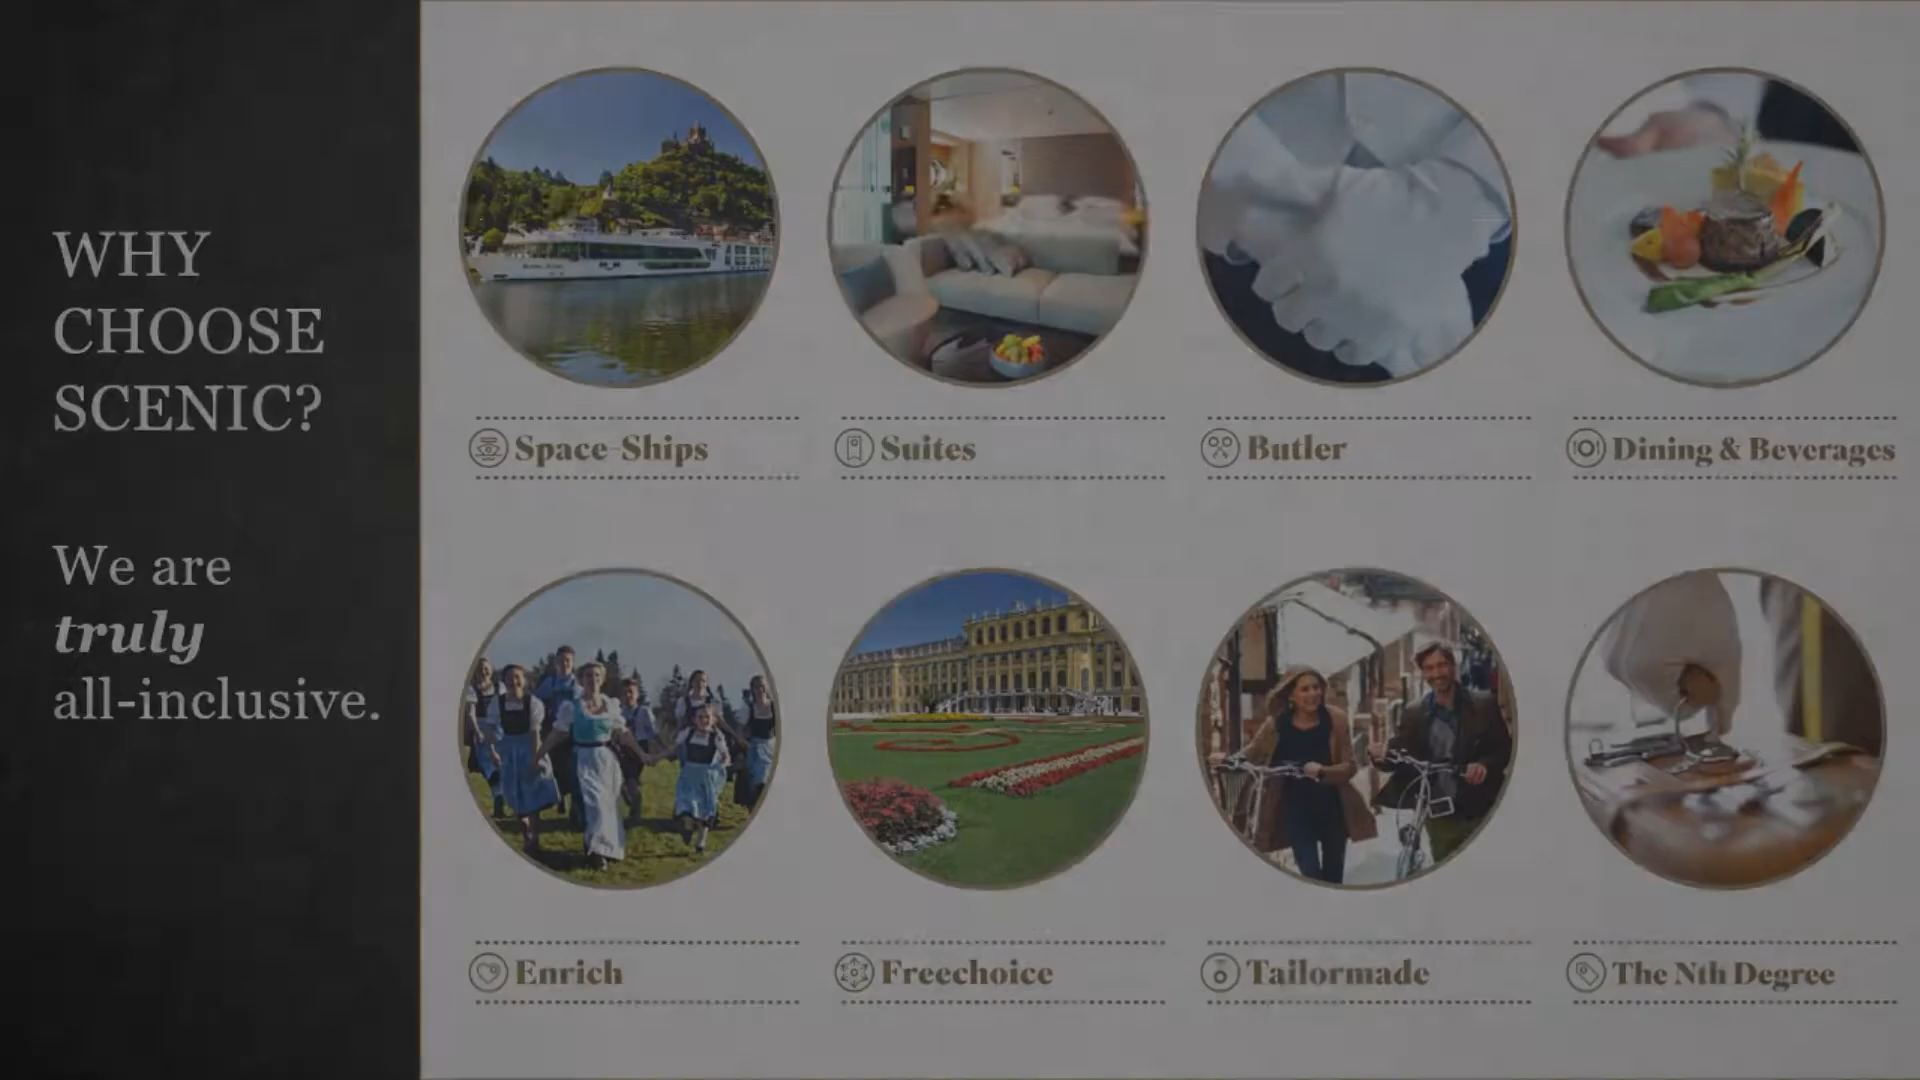 WHY
CHOOSE
SCENIC?
We are
truly
all-inclusive.
Space-Ships
Suites
Butler
Dining & Beverages
Enrich
Freechoice
Tailormade
The Nth Degree